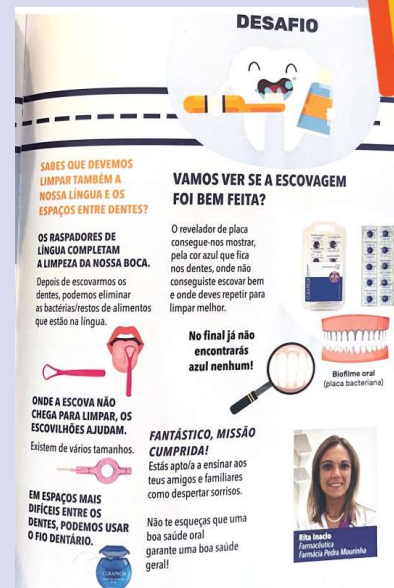 DESAFIO
SABES QUE DEVEMOS
LIMPAR TAMBÉM A
NOSSA LÍNGUA E OS
ESPAÇOS ENTRE DENTES?
OS RASPADORES DE
LÍNGUA COMPLETAM
A LIMPEZA DA NOSSA BOCA.
Depois de escovarmos os
dentes, podemos eliminar
as bactérias/restos de alimentos
que estão na língua.
ONDE A ESCOVA NÃO
CHEGA PARA LIMPAR, OS
ESCOVILHÕES AJUDAM.
Existem de vários tamanhos.
EM ESPAÇOS MAIS
DIFÍCEIS ENTRE OS
DENTES, PODEMOS USAR
O FIO DENTÁRIO.
CURAPROX
VAMOS VER SE A ESCOVAGEM
FOI BEM FEITA?
O revelador de placa
consegue-nos mostrar,
pela cor azul que fica
nos dentes, onde não
conseguiste escovar bem
e onde deves repetir para
limpar melhor.
No final já não
encontrarás
azul nenhum!
Biofilme oral
(placa bacteriana)
FANTÁSTICO, MISSÃO
CUMPRIDA!
Estás apto/a a ensinar aos
teus amigos e familiares
como despertar sorrisos.
Não te esqueças que uma
boa saúde oral
garante uma boa saúde
geral!
Rita Inacio
Farmacêutica
Farmácia Pedra Mourinha